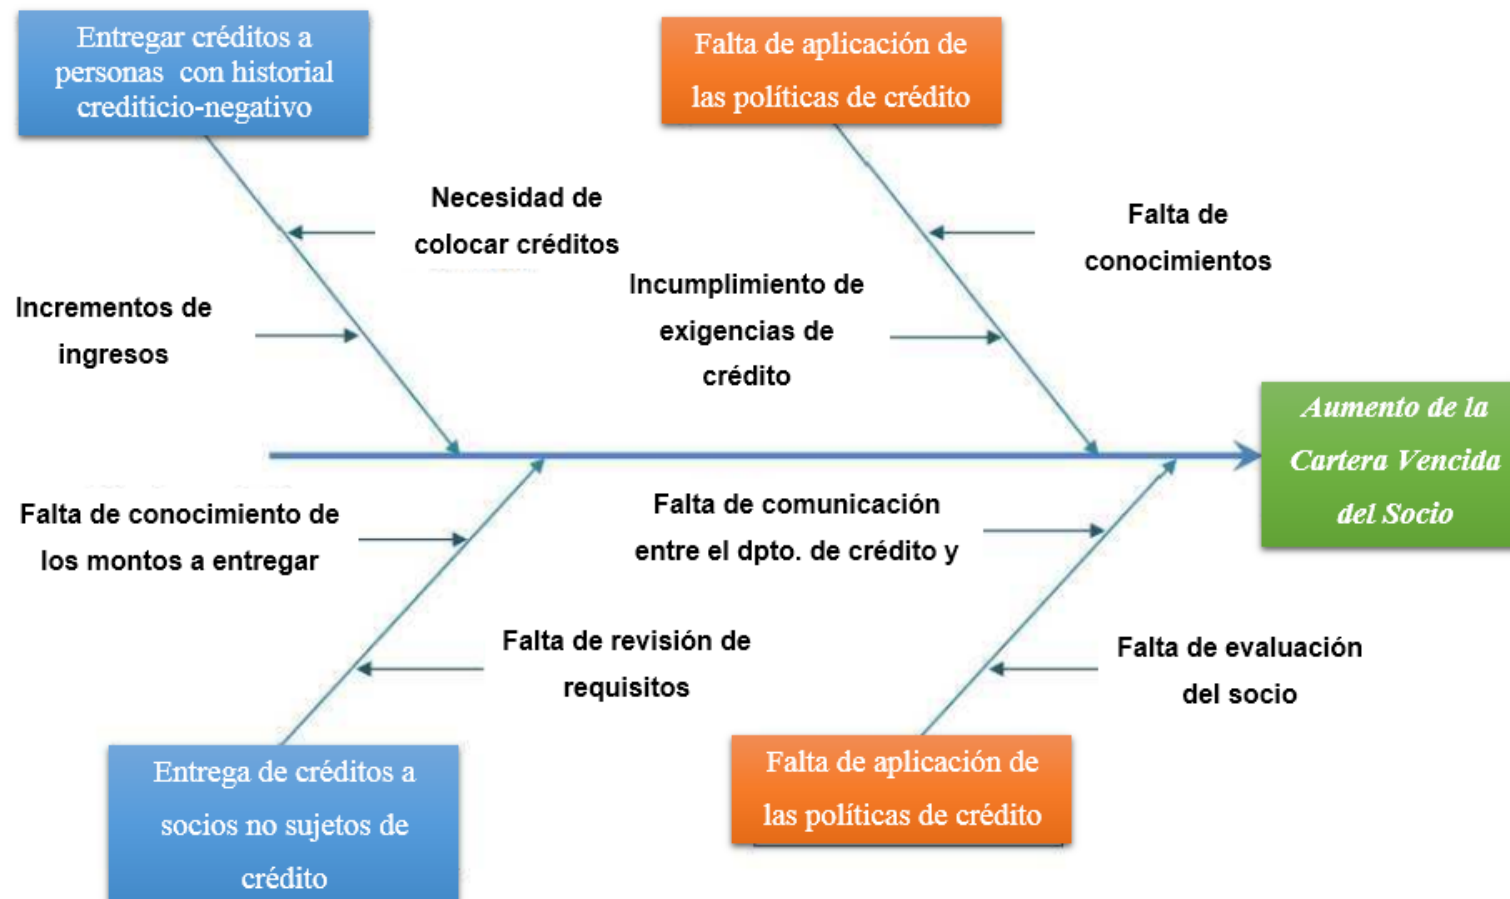 Entregar créditos a
personas con historial
crediticio-negativo
Falta de aplicación de
las políticas de crédito
Necesidad de
colocar créditos
Falta de
conocimientos
Incrementos de
ingresos
Incumplimiento de
exigencias de
crédito
Aumento de la
Cartera Vencida
del Socio
Falta de conocimiento de
los montos a entregar
Falta de comunicación
entre el dpto. de crédito y
Falta de revisión de
requisitos
Falta de evaluación
del socio
Entrega de créditos a
socios no sujetos de
crédito
Falta de aplicación de
las políticas de crédito